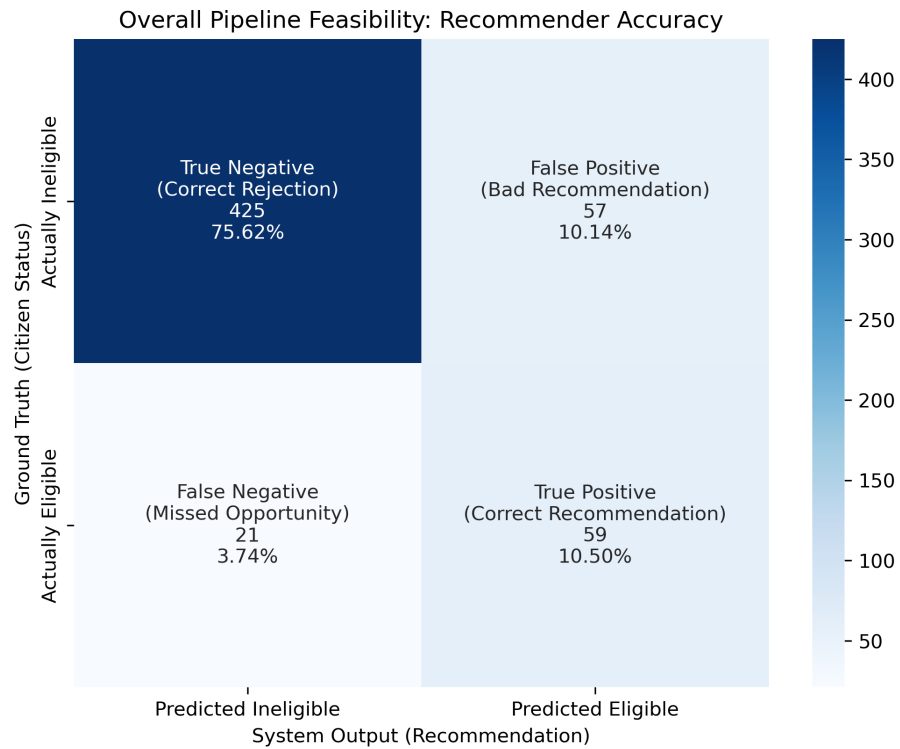 Overall Pipeline Feasibility: Recommender Accuracy
Ground Truth (Citizen Status)
Actually Ineligible
Actually Eligible
True Negative
(Correct Rejection)
425
75.62%
False Positive
(Bad Recommendation)
57
10.14%
False Negative
(Missed Opportunity)
21
3.74%
True Positive
(Correct Recommendation)
59
10.50%
Predicted Ineligible
Predicted Eligible
System Output (Recommendation)
400
350
300
250
200
150
100
50